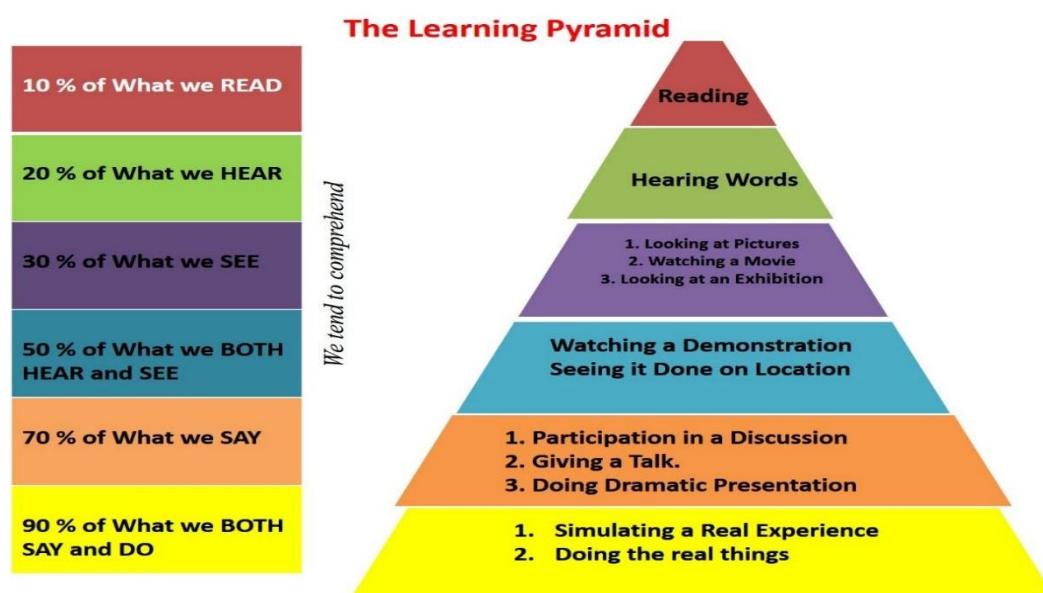 The Learning Pyramid
10 % of What we READ
20 % of What we HEAR
30 % of What we SEE
50 % of What we BOTH
HEAR and SEE
70 % of What we SAY
90 % of What we BOTH
SAY and DO
We tend to comprehend
Reading
Hearing Words
1. Looking at Pictures
2. Watching a Movie
3. Looking at an Exhibition
Watching a Demonstration
Seeing it Done on Location
1. Participation in a Discussion
2. Giving a Talk.
3. Doing Dramatic Presentation
1. Simulating a Real Experience
2. Doing the real things